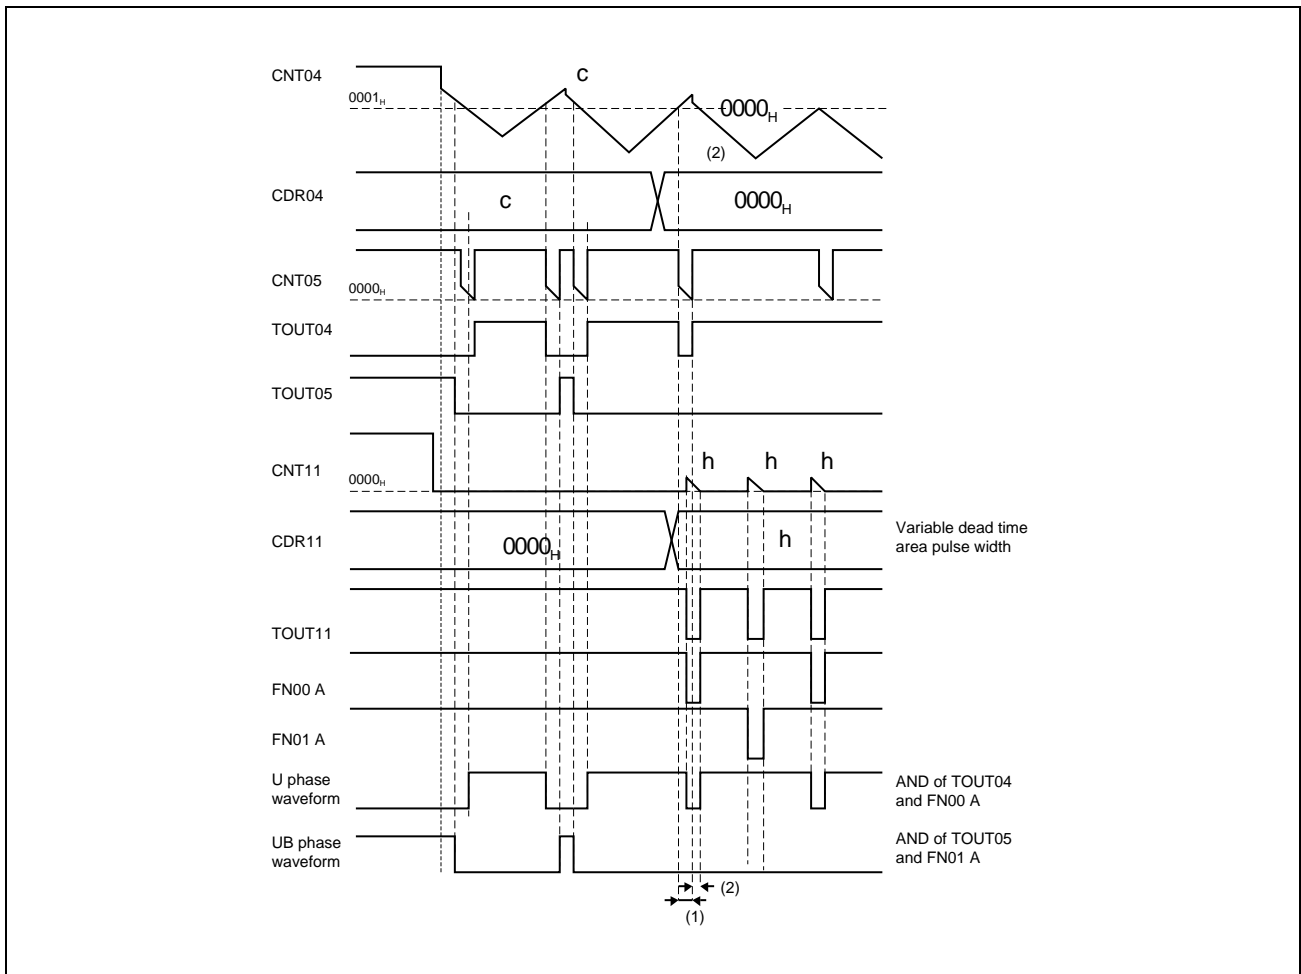 CNT04
c
0001H
0000H
(2)
CDR04
c
0000H
CNT05
0000H
TOUT04
TOUT05
CNT11
h
h
h
0000H
CDR11
0000H
h
Variable dead time
area pulse width
TOUT11
FN00 A
FN01 A
U phase
waveform
AND of TOUT04
and FN00 A
UB phase
waveform
AND of TOUT05
and FN01 A
(2)
(1)